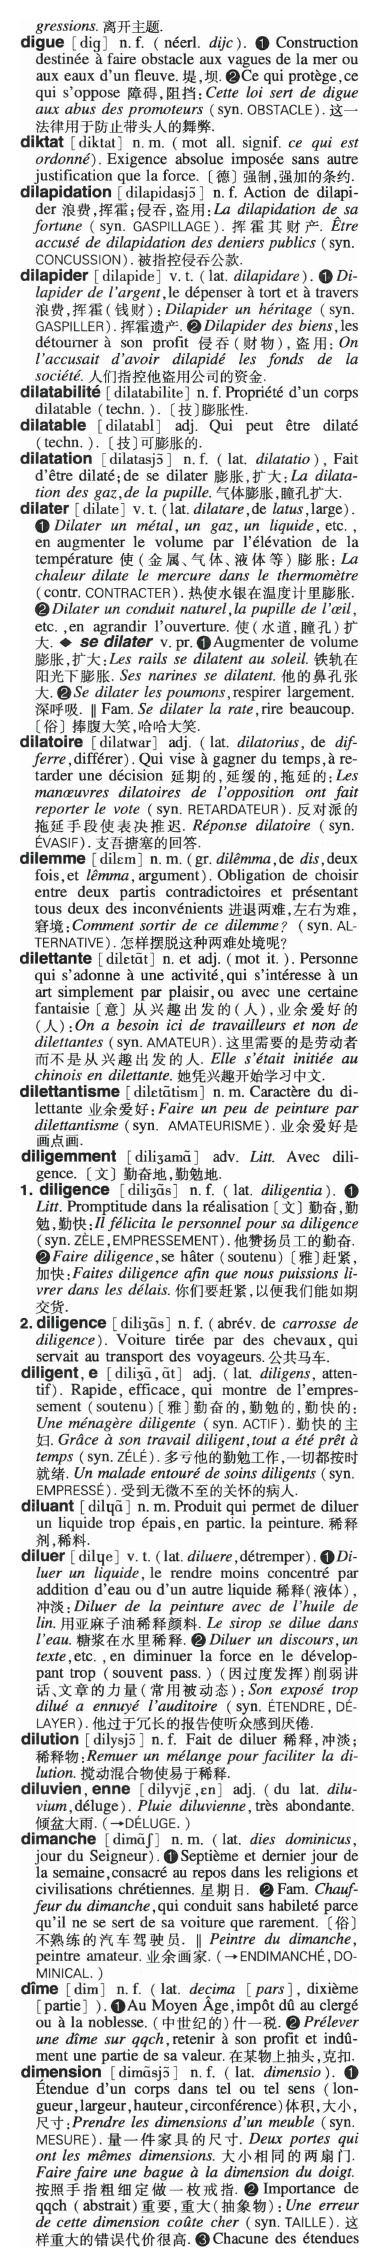 gressions. 离开主题.
digue [dig] n. f. (néerl. dijc). ❶ Construction
destinée à faire obstacle aux vagues de la mer ou
aux eaux d'un fleuve. 堤,坝. ❷Ce qui protège,ce
qui s'oppose 障碍,阻挡:Cette loi sert de digue
aux abus des promoteurs (syn. OBSTACLE). 这一
法律用于防止带头人的舞弊.
diktat [diktat] n. m. (mot all. signif. ce qui est
ordonné). Exigence absolue imposée sans autre
justification que la force. 〔德〕强制,强加的条约.
dilapidation [dilapidasjɔ̃] n. f. Action de dilapi-
der 浪费,挥霍;侵吞,盗用:La dilapidation de sa
fortune (syn. GASPILLAGE). 挥霍其财产. Être
accusé de dilapidation des deniers publics (syn.
CONCUSSION). 被指控侵吞公款.
dilapider [dilapide] v. t. (lat. dilapidare). ❶ Di-
lapider de l'argent,le dépenser à tort et à travers
浪费,挥霍(钱财):Dilapider un héritage (syn.
GASPILLER). 挥霍遗产. ❷ Dilapider des biens,les
détourner à son profit 侵吞(财物),盗用: On
l'accusait d'avoir dilapidé les fonds de la
société. 人们指控他盗用公司的资金.
dilatabilité [dilatabilite] n. f. Propriété d'un corps
dilatable (techn.). 〔技〕膨胀性.
dilatable [dilatabl] adj. Qui peut être dilaté
(techn.). 〔技〕可膨胀的.
dilatation [dilatasjɔ̃] n. f. (lat. dilatatio), Fait
d'être dilaté;de se dilater 膨胀,扩大:La dilata-
tion des gaz,de la pupille. 气体膨胀,瞳孔扩大.
dilater [dilate] v. t. (lat. dilatare,de latus,large).
❶ Dilater un métal, un gaz, un liquide, etc.,
en augmenter le volume par l'élévation de la
température 使(金属、气体、液体等)膨胀: La
chaleur dilate le mercure dans le thermomètre
(contr. CONTRACTER). 热使水银在温度计里膨胀.
❷Dilater un conduit naturel,la pupille de l'œil,
etc.,en agrandir l'ouverture. 使(水道,瞳孔)扩
大. ◆ se dilater v. pr. ❶Augmenter de volume
膨胀,扩大:Les rails se dilatent au soleil. 铁轨在
阳光下膨胀. Ses narines se dilatent. 他的鼻孔张
大. ❷Se dilater les poumons,respirer largement.
深呼吸. ‖ Fam. Se dilater la rate,rire beaucoup.
〔俗〕捧腹大笑,哈哈大笑.
dilatoire [dilatwar] adj. (lat. dilatorius, de dif-
ferre,différer). Qui vise à gagner du temps,à re-
tarder une décision 延期的,延缓的,拖延的:Les
manœuvres dilatoires de l'opposition ont fait
reporter le vote (syn. RETARDATEUR). 反对派的
拖延手段使表决推迟. Réponse dilatoire (syn.
ÉVASIF). 支吾搪塞的回答.
dilemme [dilɛm] n. m. (gr. dilêmma,de dis,deux
fois,et lêmma, argument). Obligation de choisir
entre deux partis contradictoires et présentant
tous deux des inconvénients 进退两难,左右为难,
窘境:Comment sortir de ce dilemme? (syn. AL-
TERNATIVE). 怎样摆脱这种两难处境呢?
dilettante [dilɛtɑ̃t] n. et adj. (mot it.). Personne
qui s'adonne à une activité,qui s'intéresse à un
art simplement par plaisir,ou avec une certaine
fantaisie 〔意〕从兴趣出发的(人),业余爱好的
(人):On a besoin ici de travailleurs et non de
dilettantes (syn. AMATEUR). 这里需要的是劳动者
而不是从兴趣出发的人. Elle s'était initiée au
chinois en dilettante. 她凭兴趣开始学习中文.
dilettantisme [dilɛtɑ̃tism] n. m. Caractère du di-
lettante 业余爱好:Faire un peu de peinture par
dilettantisme (syn. AMATEURISME). 业余爱好是
画点画.
diligemment [diliʒamɑ̃] adv. Litt. Avec dili-
gence. 〔文〕勤奋地,勤勉地.
1. diligence [diliʒɑ̃s] n. f. (lat. diligentia). ❶
Litt. Promptitude dans la réalisation〔文〕勤奋,勤
勉,勤快:Il félicita le personnel pour sa diligence
(syn. ZÈLE,EMPRESSEMENT). 他赞扬员工的勤奋.
❷Faire diligence,se hâter (soutenu)〔雅〕赶紧,
加快:Faites diligence afin que nous puissions li-
vrer dans les délais. 你们要赶紧,以便我们能如期
交货.
2. diligence [diliʒɑ̃s] n. f. (abrév. de carrosse de
diligence). Voiture tirée par des chevaux, qui
servait au transport des voyageurs. 公共马车.
diligent, e [diliʒɑ̃, ɑ̃t] adj. (lat. diligens, atten-
tif). Rapide, efficace, qui montre de l'empres-
sement (soutenu)〔雅〕勤奋的,勤勉的,勤快的:
Une ménagère diligente (syn. ACTIF). 勤快的主
妇. Grâce à son travail diligent,tout a été prêt à
temps (syn. ZÉLÉ). 多亏他的勤勉工作,一切都按时
就绪. Un malade entouré de soins diligents (syn.
EMPRESSÉ). 受到无微不至的关怀的病人.
diluant [dilɥɑ̃] n. m. Produit qui permet de diluer
un liquide trop épais,en partic. la peinture. 稀释
剂,稀料.
diluer [dilɥe] v. t. (lat. diluere,détremper). ❶Di-
luer un liquide, le rendre moins concentré par
addition d'eau ou d'un autre liquide 稀释(液体),
冲淡:Diluer de la peinture avec de l'huile de
lin. 用亚麻子油稀释颜料. Le sirop se dilue dans
l'eau. 糖浆在水里稀释. ❷ Diluer un discours,un
texte,etc.,en diminuer la force en le dévelop-
pant trop (souvent pass.) (因过度发挥)削弱讲
话、文章的力量(常用被动态):Son exposé trop
dilué a ennuyé l'auditoire (syn. ÉTENDRE, DÉ-
LAYER). 他过于冗长的报告使听众感到厌倦.
dilution [dilysjɔ̃] n. f. Fait de diluer 稀释,冲淡;
稀释物:Remuer un mélange pour faciliter la di-
lution. 搅动混合物使易于稀释.
diluvien, enne [dilyvjɛ̃,ɛn] adj. (du lat. dilu-
vium,déluge). Pluie diluvienne,très abondante.
倾盆大雨. (→DÉLUGE.)
dimanche [dimɑ̃ʃ] n. m. (lat. dies dominicus,
jour du Seigneur). ❶Septième et dernier jour de
la semaine,consacré au repos dans les religions et
civilisations chrétiennes. 星期日. ❷ Fam. Chauf-
feur du dimanche,qui conduit sans habileté parce
qu'il ne se sert de sa voiture que rarement. 〔俗〕
不熟练的汽车驾驶员. ‖ Peintre du dimanche,
peintre amateur. 业余画家. (→ENDIMANCHÉ,DO-
MINICAL.)
dîme [dim] n. f. (lat. decima [pars], dixième
[partie]). ❶Au Moyen Âge,impôt dû au clergé
ou à la noblesse. (中世纪的)什一税. ❷ Prélever
une dîme sur qqch,retenir à son profit et indû-
ment une partie de sa valeur. 在某物上抽头,克扣.
dimension [dimɑ̃sjɔ̃] n. f. (lat. dimensio). ❶
Étendue d'un corps dans tel ou tel sens (lon-
gueur,largeur,hauteur,circonférence)体积,大小,
尺寸:Prendre les dimensions d'un meuble (syn.
MESURE). 量一件家具的尺寸. Deux portes qui
ont les mêmes dimensions. 大小相同的两扇门.
Faire faire une bague à la dimension du doigt.
按照手指粗细定做一枚戒指. ❷ Importance de
qqch (abstrait)重要,重大(抽象物):Une erreur
de cette dimension coûte cher (syn. TAILLE). 这
样重大的错误代价很高. ❸ Chacune des étendues